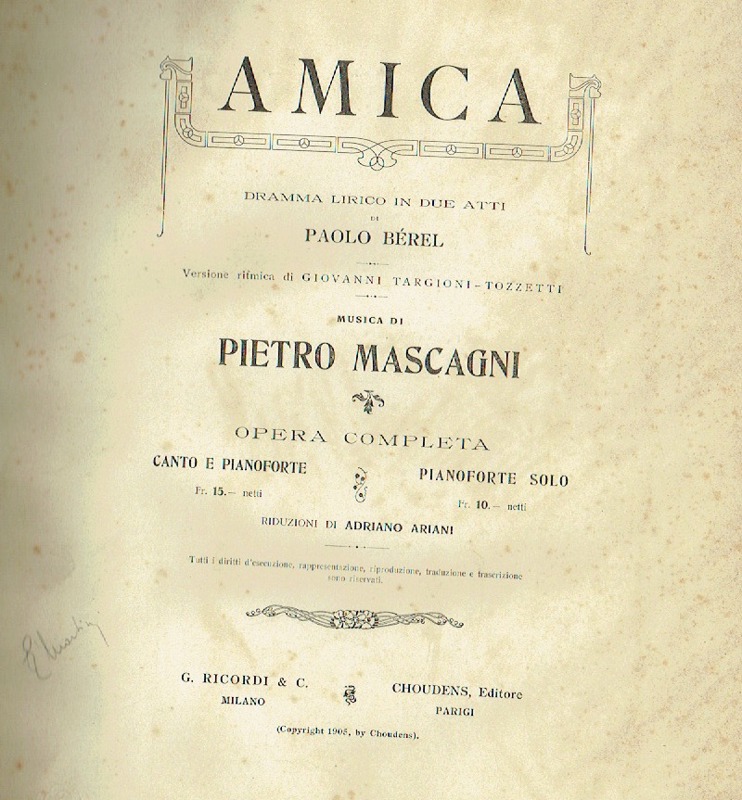 AMICA
DRAMMA LIRICO IN DUE ATTI
DI
PAOLO BÉREL
Versione ritmica di GIOVANNI TARGIONI-TOZZETTI
MUSICA DI
PIETRO MASCAGNI
OPERA COMPLETA
CANTO E PIANOFORTE
Fr. 15.— netti
PIANOFORTE SOLO
Fr. 10.— netti
RIDUZIONI DI ADRIANO ARIANI
Tutti i diritti d'esecuzione, rappresentazione, riproduzione, traduzione e trascrizione
sono riservati.
G. RICORDI & C.
MILANO
CHOUDENS, Editore
PARIGI
(Copyright 1905, by Choudens).